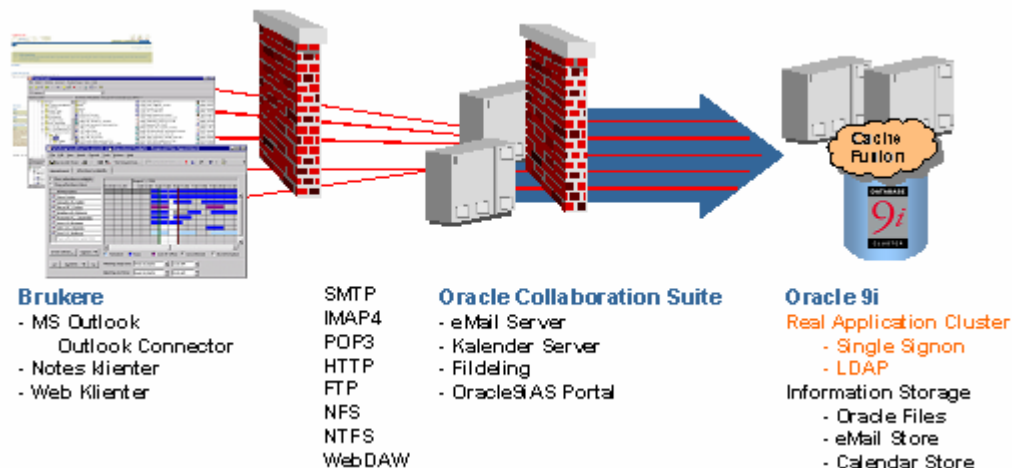 Cache
Fusion
DATABASE
9i
CLUSTER
Brukere
- MS Outlook
Outlook Connector
- Notes klienter
- Web Klienter
SMTP
IMAP4
POP3
HTTP
FTP
NFS
NTFS
WebDAW
Oracle Collaboration Suite
- eMail Server
- Kalender Server
- Fildeling
- Oracle9iAS Portal
Oracle 9i
Real Application Cluster
- Single Signon
- LDAP
Information Storage
- Oracle Files
- eMail Store
- Calendar Store